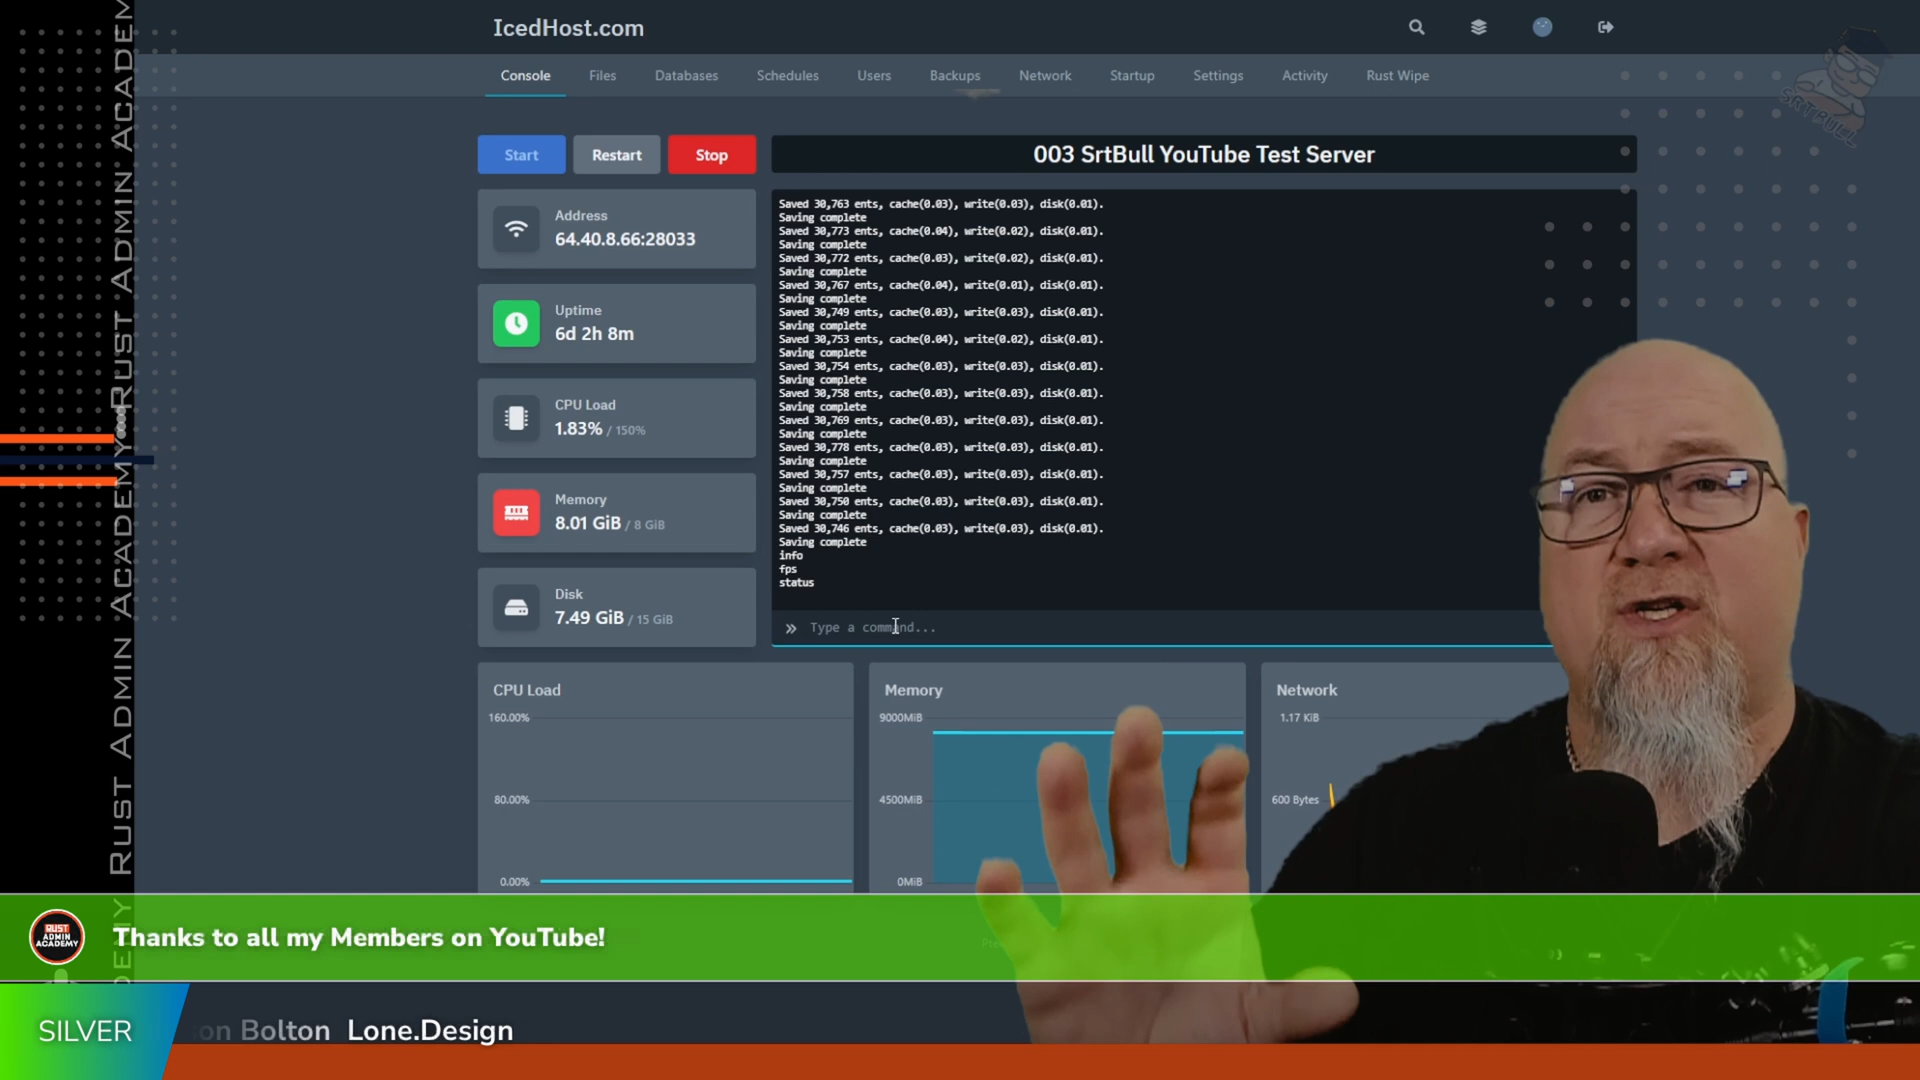 IcedHost.com
Console Files Databases Schedules Users Backups Network Startup Settings Activity Rust Wipe
SRTBULL
Start Restart Stop
003 SrtBull YouTube Test Server
Address
64.40.8.66:28033
Uptime
6d 2h 8m
CPU Load
1.83% / 150%
Memory
8.01 GiB / 8 GiB
Disk
7.49 GiB / 15 GiB
Saved 30,763 ents, cache(0.03), write(0.03), disk(0.01).
Saving complete
Saved 30,773 ents, cache(0.04), write(0.02), disk(0.01).
Saving complete
Saved 30,772 ents, cache(0.03), write(0.02), disk(0.01).
Saving complete
Saved 30,767 ents, cache(0.04), write(0.01), disk(0.01).
Saving complete
Saved 30,749 ents, cache(0.03), write(0.03), disk(0.01).
Saving complete
Saved 30,753 ents, cache(0.04), write(0.02), disk(0.01).
Saving complete
Saved 30,754 ents, cache(0.03), write(0.03), disk(0.01).
Saving complete
Saved 30,758 ents, cache(0.03), write(0.03), disk(0.01).
Saving complete
Saved 30,769 ents, cache(0.03), write(0.03), disk(0.01).
Saving complete
Saved 30,778 ents, cache(0.03), write(0.03), disk(0.01).
Saving complete
Saved 30,757 ents, cache(0.03), write(0.03), disk(0.01).
Saving complete
Saved 30,750 ents, cache(0.03), write(0.03), disk(0.01).
Saving complete
Saved 30,746 ents, cache(0.03), write(0.03), disk(0.01).
Saving complete
info
fps
status
» Type a command...
CPU Load
160.00%
80.00%
0.00%
Memory
9000MiB
4500MiB
0MiB
Network
1.17 KiB
600 Bytes
RUST ADMIN ACADEMY
RUST ADMIN ACADEMY
RUST
ADMIN
ACADEMY
Thanks to all my Members on YouTube!
SILVER
on Bolton Lone.Design